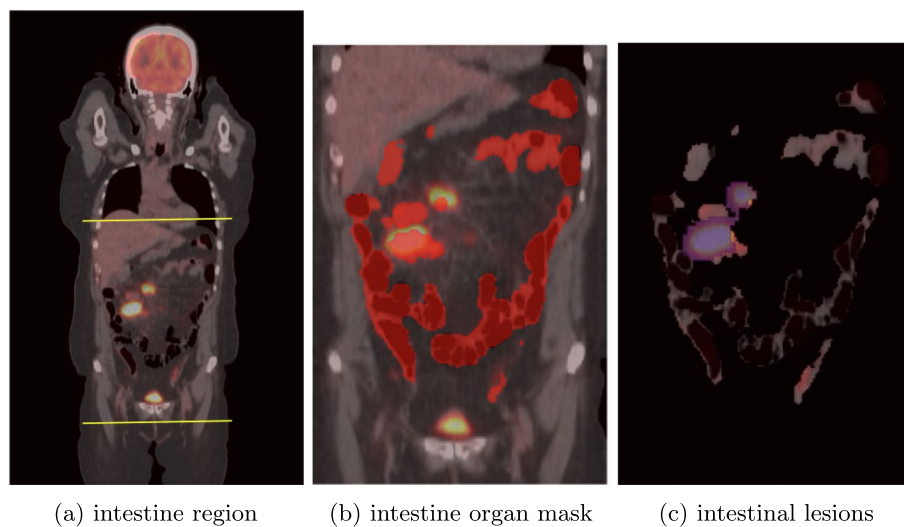 (a) intestine region
(b) intestine organ mask
(c) intestinal lesions